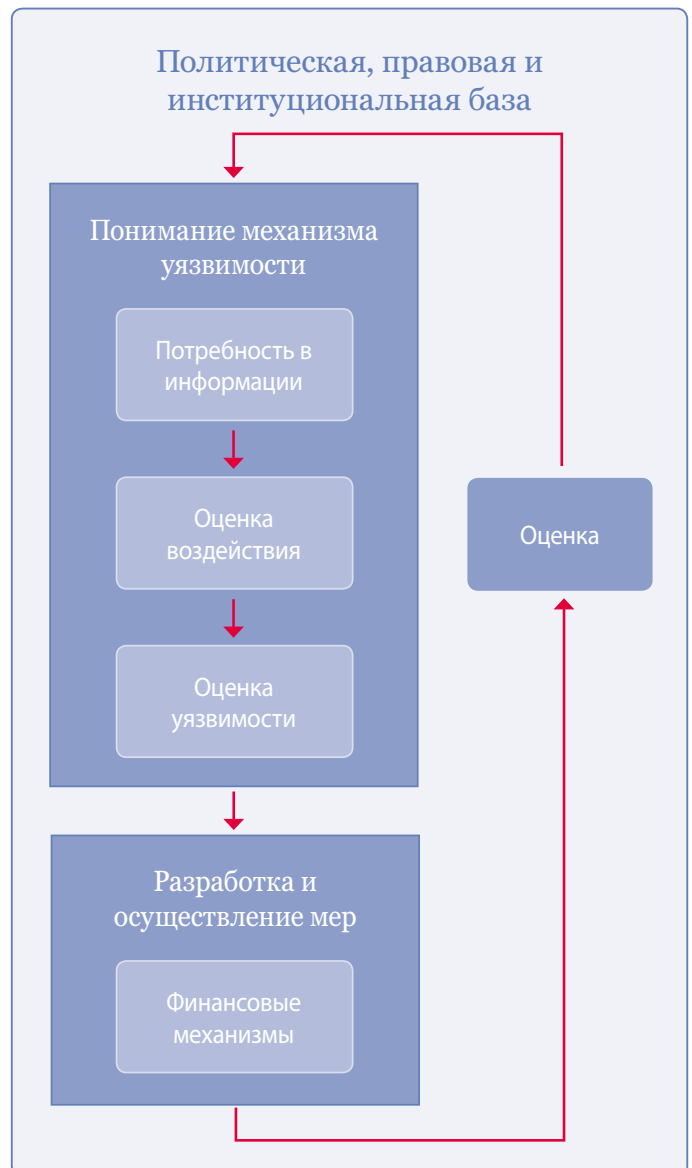 Политическая, правовая и
институциональная база
Понимание механизма
уязвимости
Потребность в
информации
Оценка
воздействия
Оценка
уязвимости
Оценка
Разработка и
осуществление мер
Финансовые
механизмы